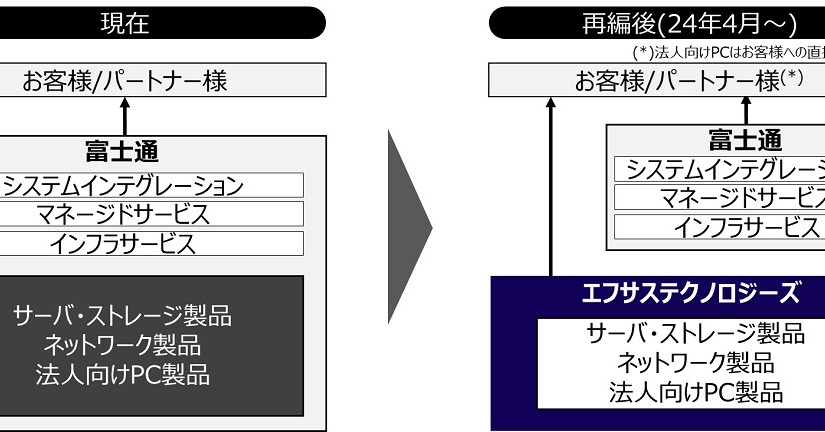 現在
お客様/パートナー様
富士通
システムインテグレーション
マネージドサービス
インフラサービス
サーバ・ストレージ製品
ネットワーク製品
法人向けPC製品
再編後(24年4月～)
(*)法人向けPCはお客様への直接
お客様/パートナー様(*)
富士通
システムインテグレーシ
マネージドサービス
インフラサービス
エフサステクノロジーズ
サーバ・ストレージ製品
ネットワーク製品
法人向けPC製品